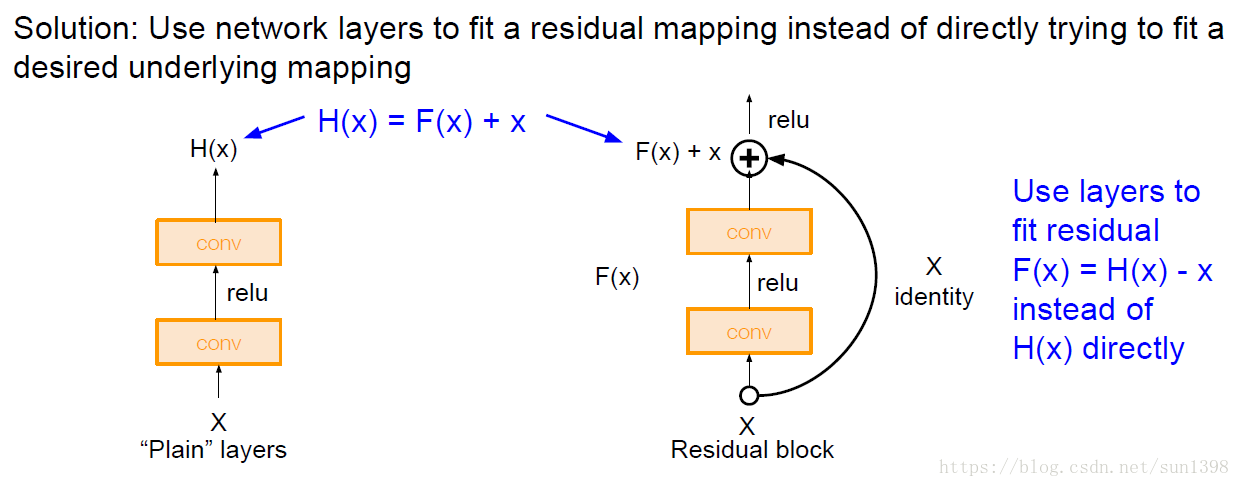 Solution: Use network layers to fit a residual mapping instead of directly trying to fit a
desired underlying mapping
H(x) = F(x) + x
H(x)
conv
relu
conv
X
“Plain” layers
relu
F(x) + x
conv
F(x)
relu
conv
X
identity
X
Residual block
Use layers to
fit residual
F(x) = H(x) - x
instead of
H(x) directly
https://blog.csdn.net/sun1398